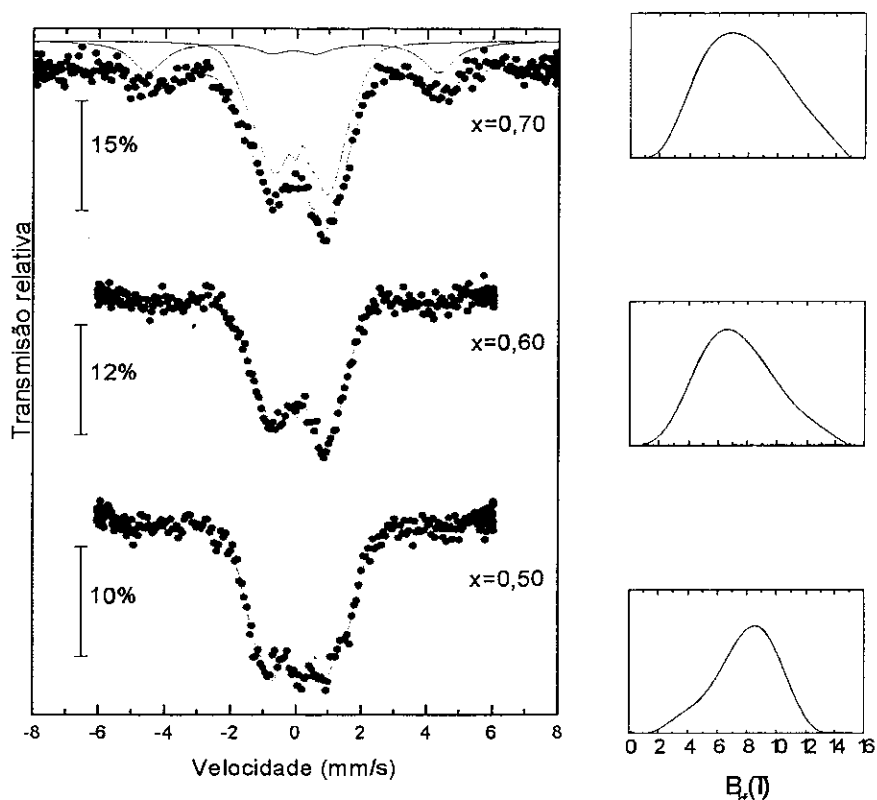 15%
x=0,70
12%
x=0,60
10%
x=0,50
Transmisão relativa
-8 -6 -4 -2 0 2 4 6 8
Velocidade (mm/s)
0 2 4 6 8 10 12 14 16